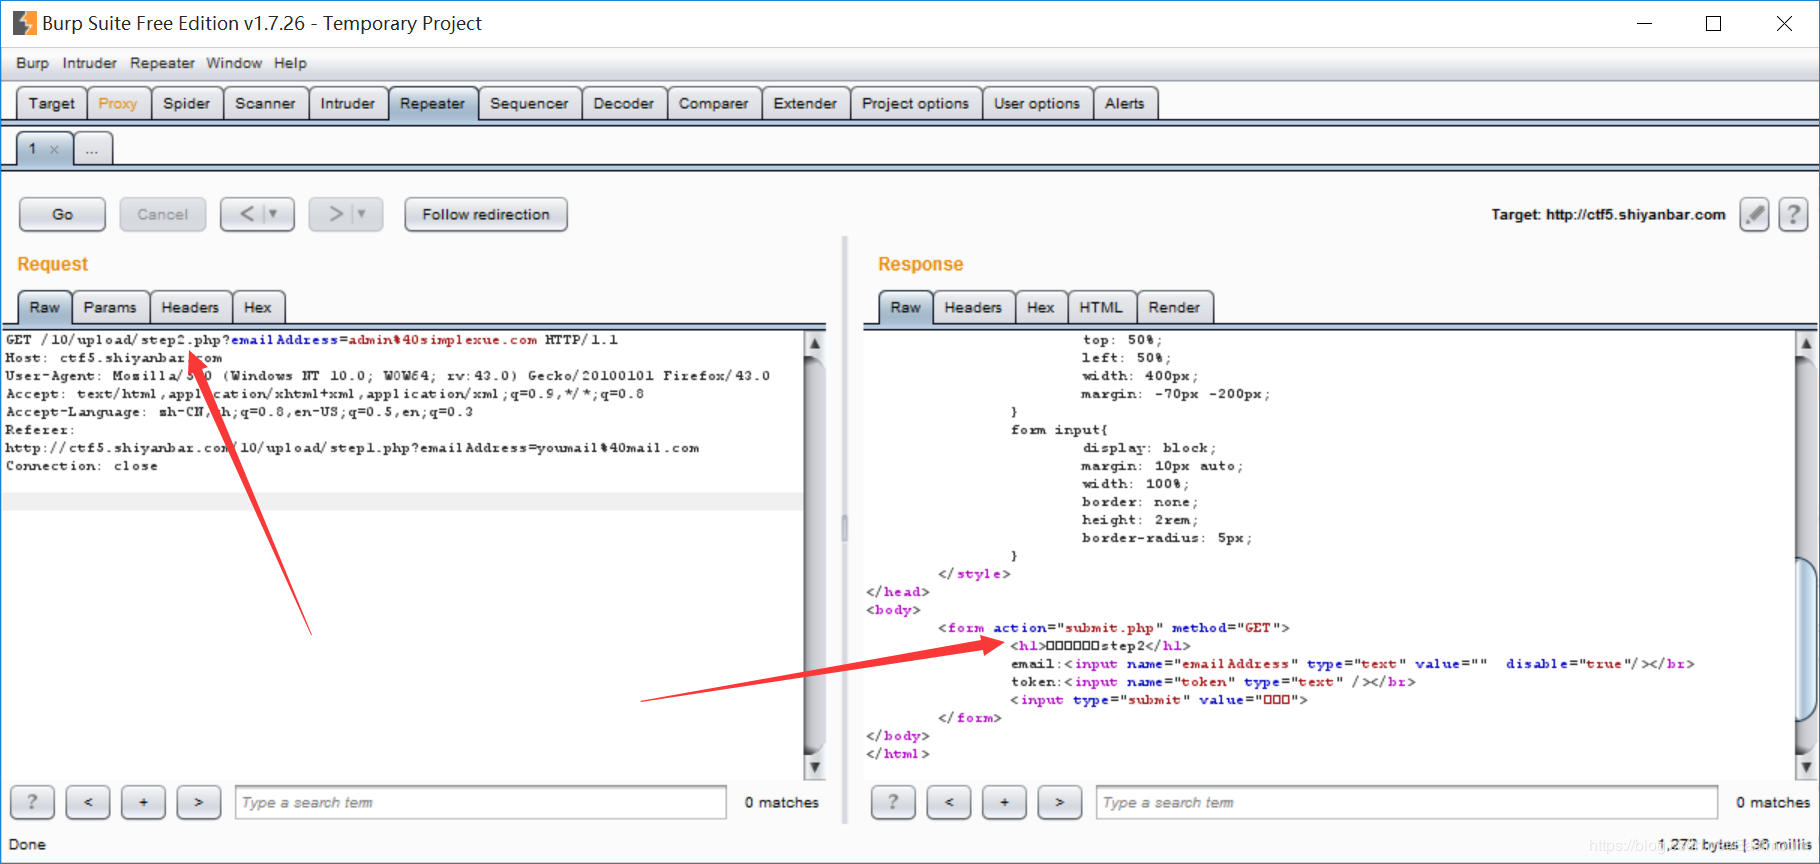 Burp Suite Free Edition v1.7.26 - Temporary Project
Burp Intruder Repeater Window Help
Target Proxy Spider Scanner Intruder Repeater Sequencer Decoder Comparer Extender Project options User options Alerts
1 × ...
Go Cancel < ▼ > ▼ Follow redirection Target: http://ctf5.shiyanbar.com ?
Request
Raw Params Headers Hex
GET /10/upload/step2.php?emailAddress=admin%40simplexue.com HTTP/1.1
Host: ctf5.shiyanbar.com
User-Agent: Mozilla/5.0 (Windows NT 10.0; WOW64; rv:43.0) Gecko/20100101 Firefox/43.0
Accept: text/html,application/xhtml+xml,application/xml;q=0.9,*/*;q=0.8
Accept-Language: zh-CN,zh;q=0.8,en-US;q=0.5,en;q=0.3
Referer:
http://ctf5.shiyanbar.com/10/upload/step1.php?emailAddress=youmail%40mail.com
Connection: close
? < + > Type a search term 0 matches
Response
Raw Headers Hex HTML Render
top: 50%;
left: 50%;
width: 400px;
margin: -70px -200px;
}
form input{
display: block;
margin: 10px auto;
width: 100%;
border: none;
height: 2rem;
border-radius: 5px;
}
</style>
</head>
<body>
<form action="submit.php" method="GET">
<h1>□□□□□□step2</h1>
email:<input name="emailAddress" type="text" value="" disable="true"/></br>
token:<input name="token" type="text" /></br>
<input type="submit" value="□□□">
</form>
</body>
</html>
? < + > Type a search term 0 matches
Done
1,272 bytes | 36 millis